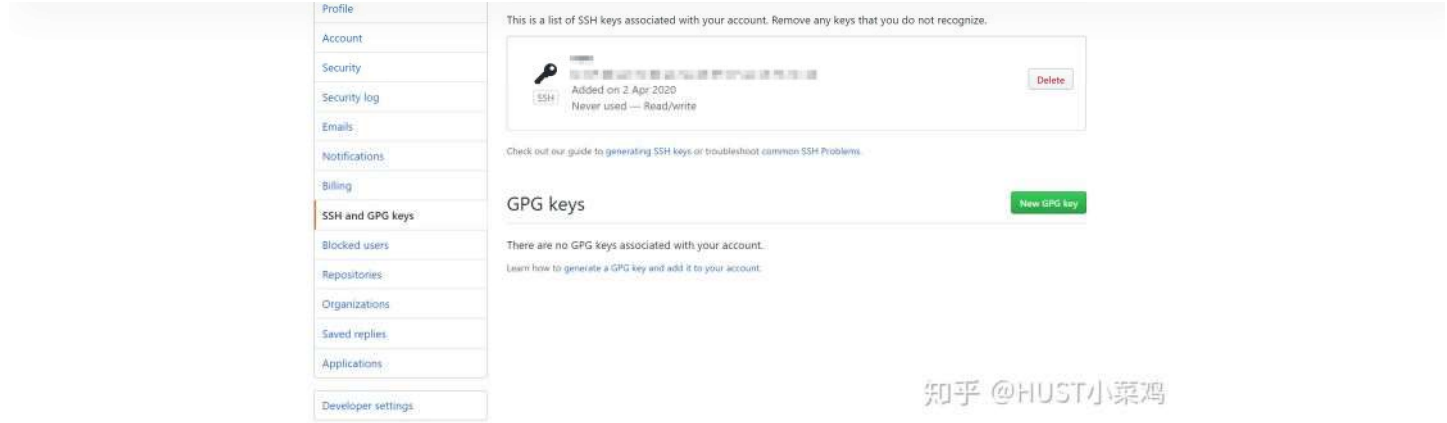 Profile
Account
Security
Security log
Emails
Notifications
Billing
SSH and GPG keys
Blocked users
Repositories
Organizations
Saved replies
Applications
Developer settings
This is a list of SSH keys associated with your account. Remove any keys that you do not recognize.
SSH
Added on 2 Apr 2020
Never used — Read/write
Delete
Check out our guide to generating SSH keys or troubleshoot common SSH Problems.
GPG keys
New GPG key
There are no GPG keys associated with your account.
Learn how to generate a GPG key and add it to your account.
知乎 @HUST小菜鸡